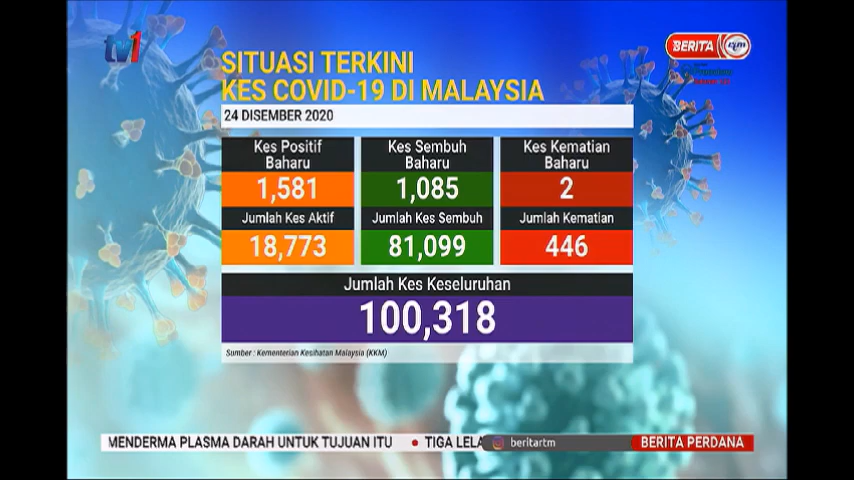 tv1
BERITA rtm
SITUASI TERKINI
KES COVID-19 DI MALAYSIA
24 DISEMBER 2020
Kes Positif Baharu
1,581
Kes Sembuh Baharu
1,085
Kes Kematian Baharu
2
Jumlah Kes Aktif
18,773
Jumlah Kes Sembuh
81,099
Jumlah Kematian
446
Jumlah Kes Keseluruhan
100,318
Sumber : Kementerian Kesihatan Malaysia (KKM)
MENDERMA PLASMA DARAH UNTUK TUJUAN ITU • TIGA LELA
beritartm
BERITA PERDANA